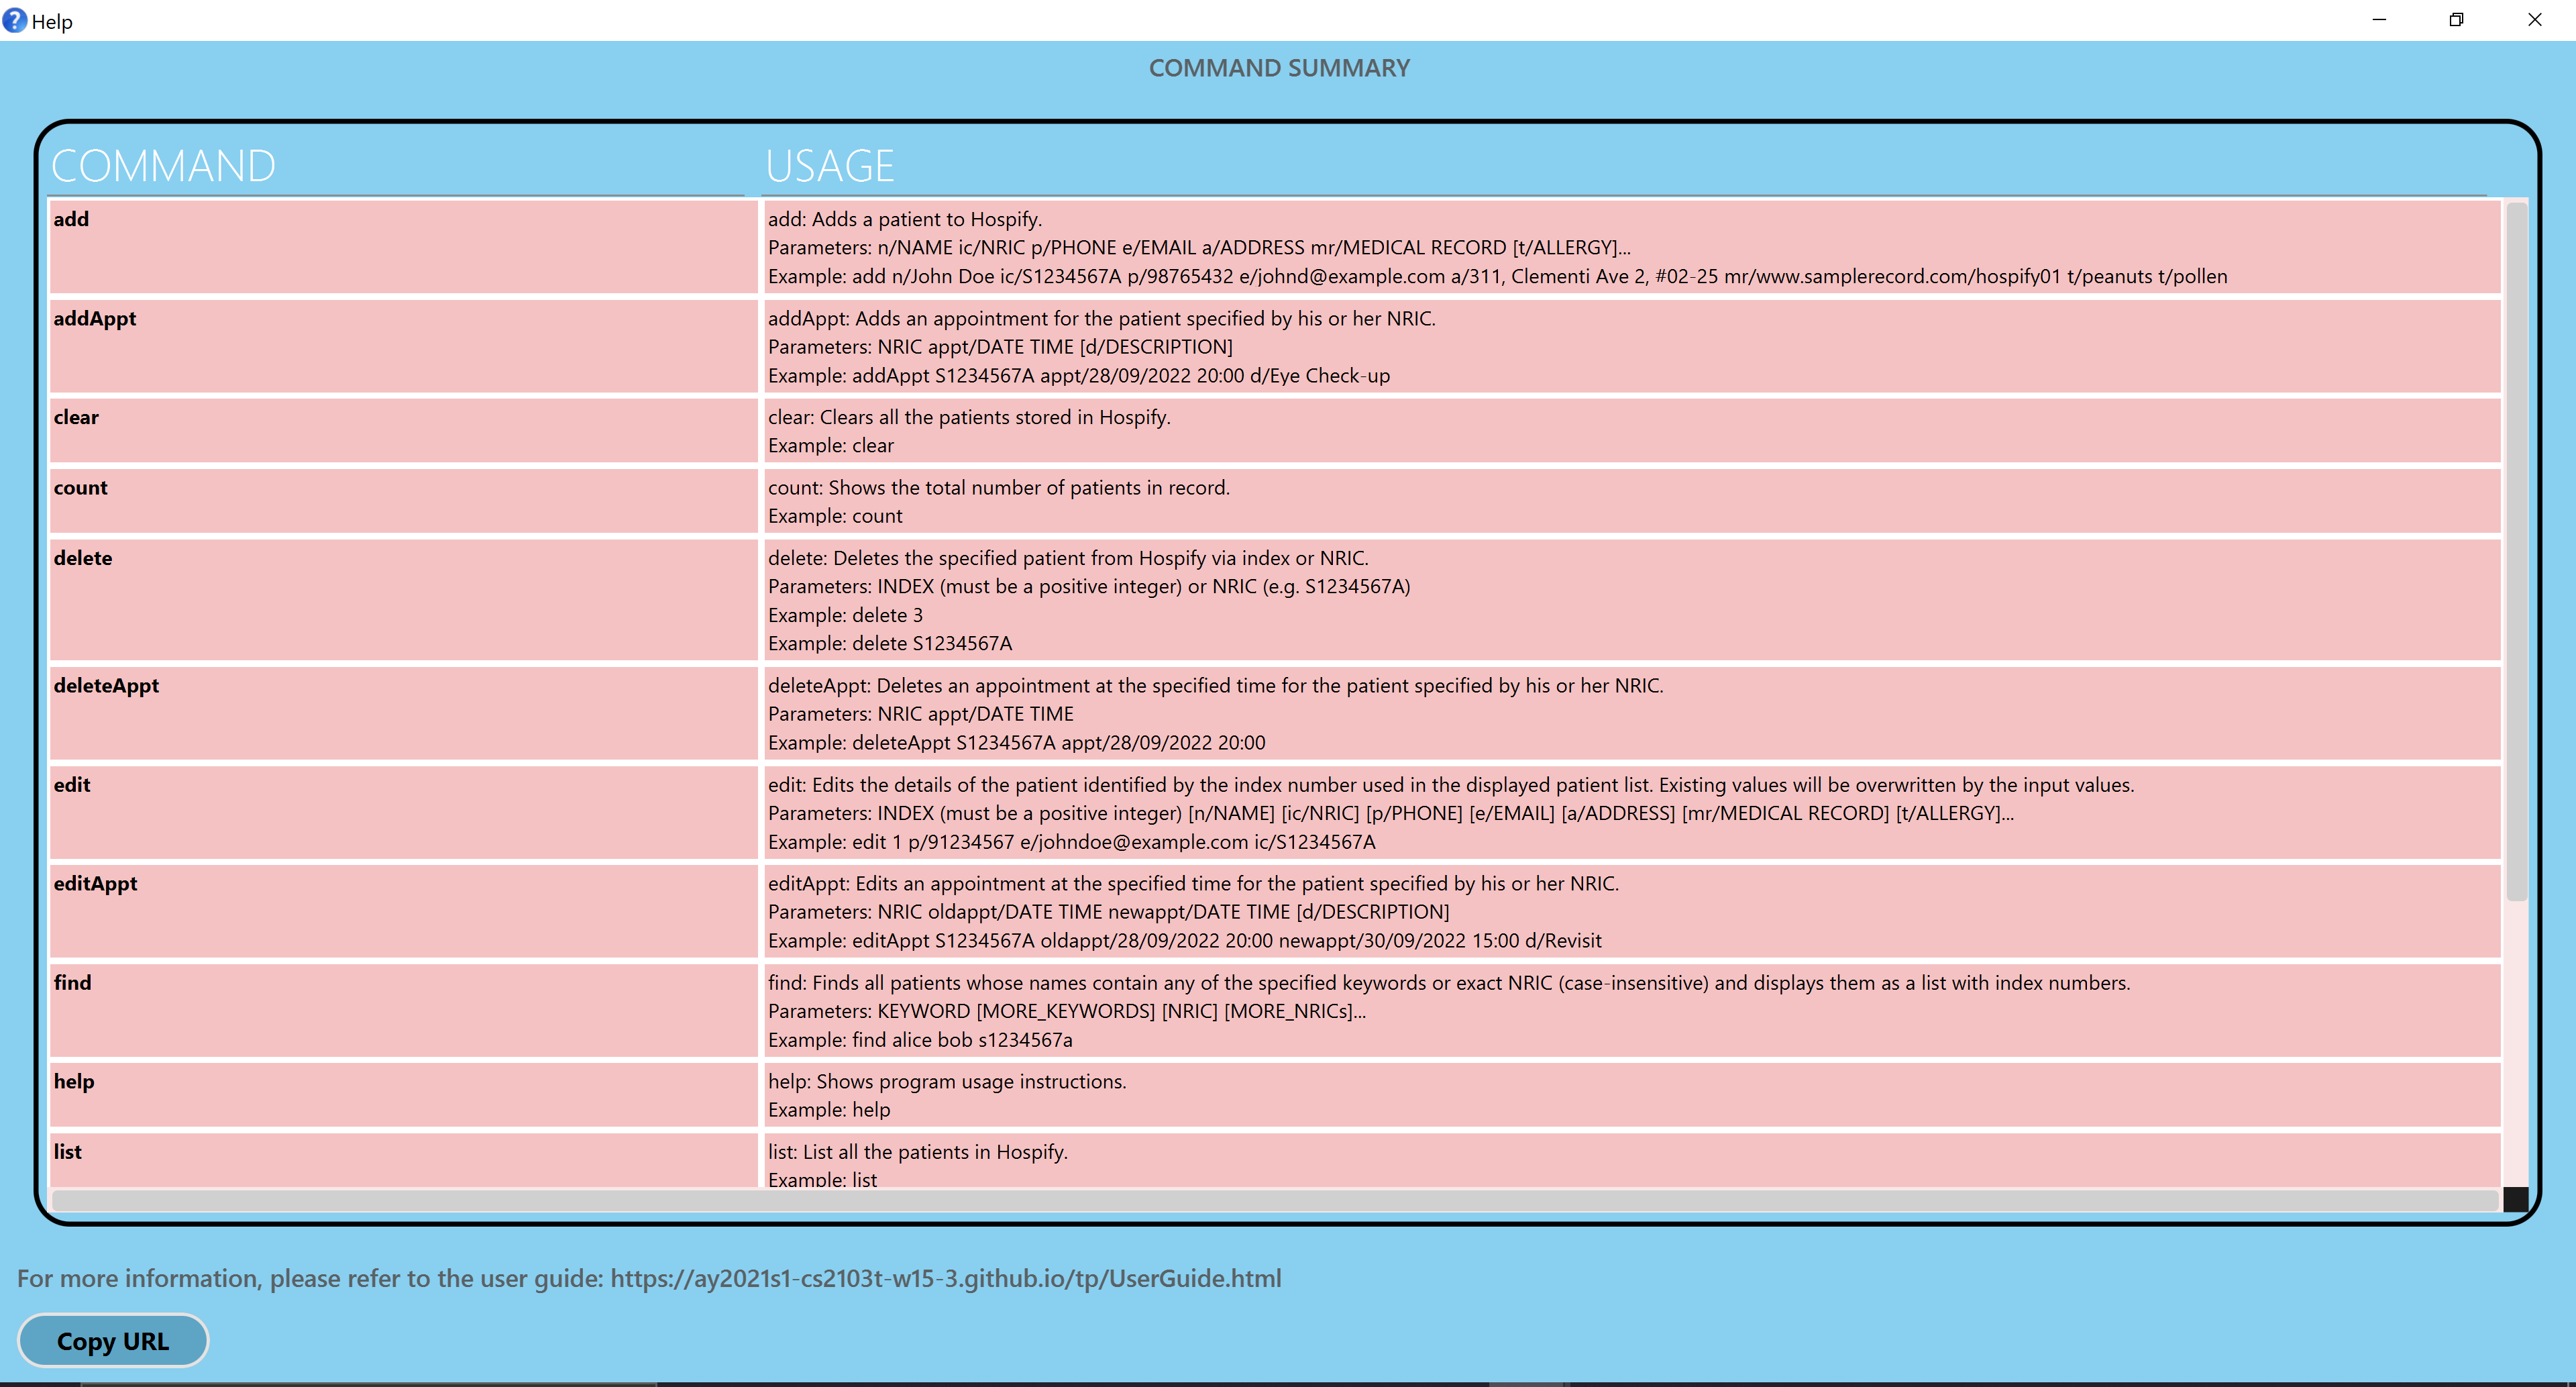 Help
COMMAND SUMMARY
COMMAND
USAGE
add
add: Adds a patient to Hospify.
Parameters: n/NAME ic/NRIC p/PHONE e/EMAIL a/ADDRESS mr/MEDICAL RECORD [t/ALLERGY]...
Example: add n/John Doe ic/S1234567A p/98765432 e/johnd@example.com a/311, Clementi Ave 2, #02-25 mr/www.samplerecord.com/hospify01 t/peanuts t/pollen
addAppt
addAppt: Adds an appointment for the patient specified by his or her NRIC.
Parameters: NRIC appt/DATE TIME [d/DESCRIPTION]
Example: addAppt S1234567A appt/28/09/2022 20:00 d/Eye Check-up
clear
clear: Clears all the patients stored in Hospify.
Example: clear
count
count: Shows the total number of patients in record.
Example: count
delete
delete: Deletes the specified patient from Hospify via index or NRIC.
Parameters: INDEX (must be a positive integer) or NRIC (e.g. S1234567A)
Example: delete 3
Example: delete S1234567A
deleteAppt
deleteAppt: Deletes an appointment at the specified time for the patient specified by his or her NRIC.
Parameters: NRIC appt/DATE TIME
Example: deleteAppt S1234567A appt/28/09/2022 20:00
edit
edit: Edits the details of the patient identified by the index number used in the displayed patient list. Existing values will be overwritten by the input values.
Parameters: INDEX (must be a positive integer) [n/NAME] [ic/NRIC] [p/PHONE] [e/EMAIL] [a/ADDRESS] [mr/MEDICAL RECORD] [t/ALLERGY]...
Example: edit 1 p/91234567 e/johndoe@example.com ic/S1234567A
editAppt
editAppt: Edits an appointment at the specified time for the patient specified by his or her NRIC.
Parameters: NRIC oldappt/DATE TIME newappt/DATE TIME [d/DESCRIPTION]
Example: editAppt S1234567A oldappt/28/09/2022 20:00 newappt/30/09/2022 15:00 d/Revisit
find
find: Finds all patients whose names contain any of the specified keywords or exact NRIC (case-insensitive) and displays them as a list with index numbers.
Parameters: KEYWORD [MORE_KEYWORDS] [NRIC] [MORE_NRICs]...
Example: find alice bob s1234567a
help
help: Shows program usage instructions.
Example: help
list
list: List all the patients in Hospify.
Example: list
For more information, please refer to the user guide: https://ay2021s1-cs2103t-w15-3.github.io/tp/UserGuide.html
Copy URL